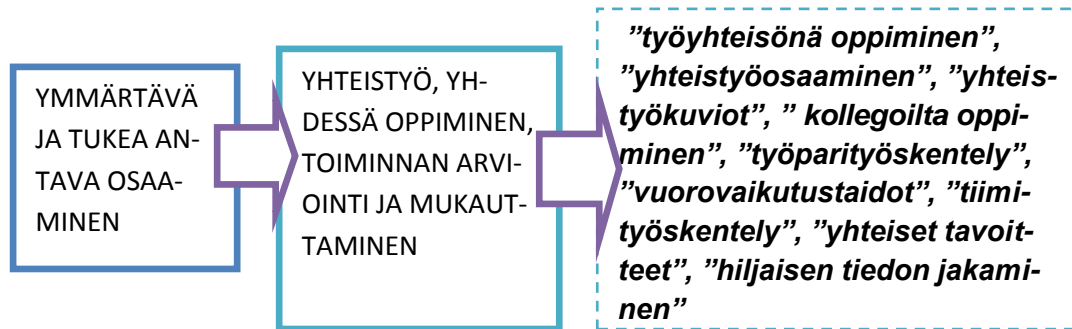 YMMÄRTÄVÄ
JA TUKEA AN-
TAVA OSAA-
MINEN
YHTEISTYÖ, YH-
DESSÄ OPPIMINEN,
TOIMINNAN ARVI-
OINTI JA MUKAUT-
TAMINEN
”työyhteisönä oppiminen”,
”yhteistyöosaaminen”, ”yhteis-
työkuviot”, ” kollegoilta oppi-
minen”, ”työparityöskentely”,
”vuorovaikutustaidot”, ”tiimi-
työskentely”, ”yhteiset tavoit-
teet”, ”hiljaisen tiedon jakami-
nen”